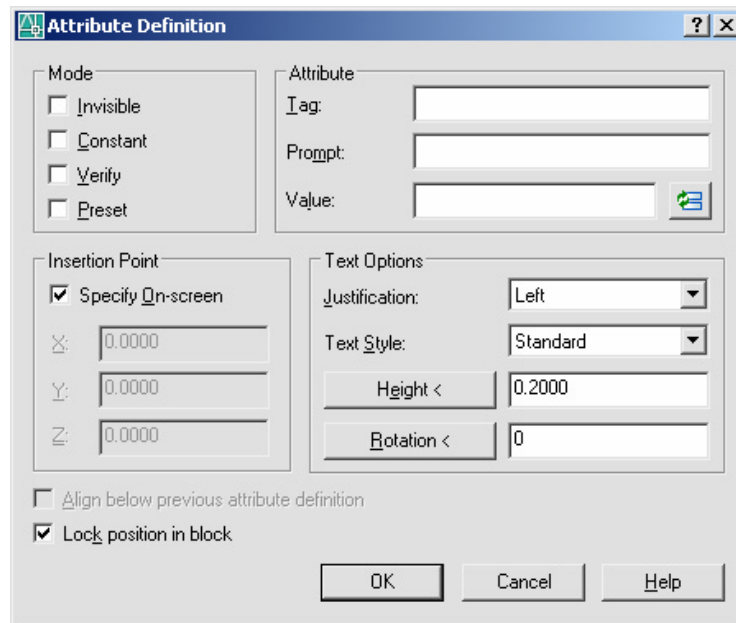 Attribute Definition
Mode
Invisible
Constant
Verify
Preset
Attribute
Tag:
Prompt:
Value:
Insertion Point
Specify On-screen
X: 0.0000
Y: 0.0000
Z: 0.0000
Text Options
Justification: Left
Text Style: Standard
Height < 0.2000
Rotation < 0
Align below previous attribute definition
Lock position in block
OK Cancel Help